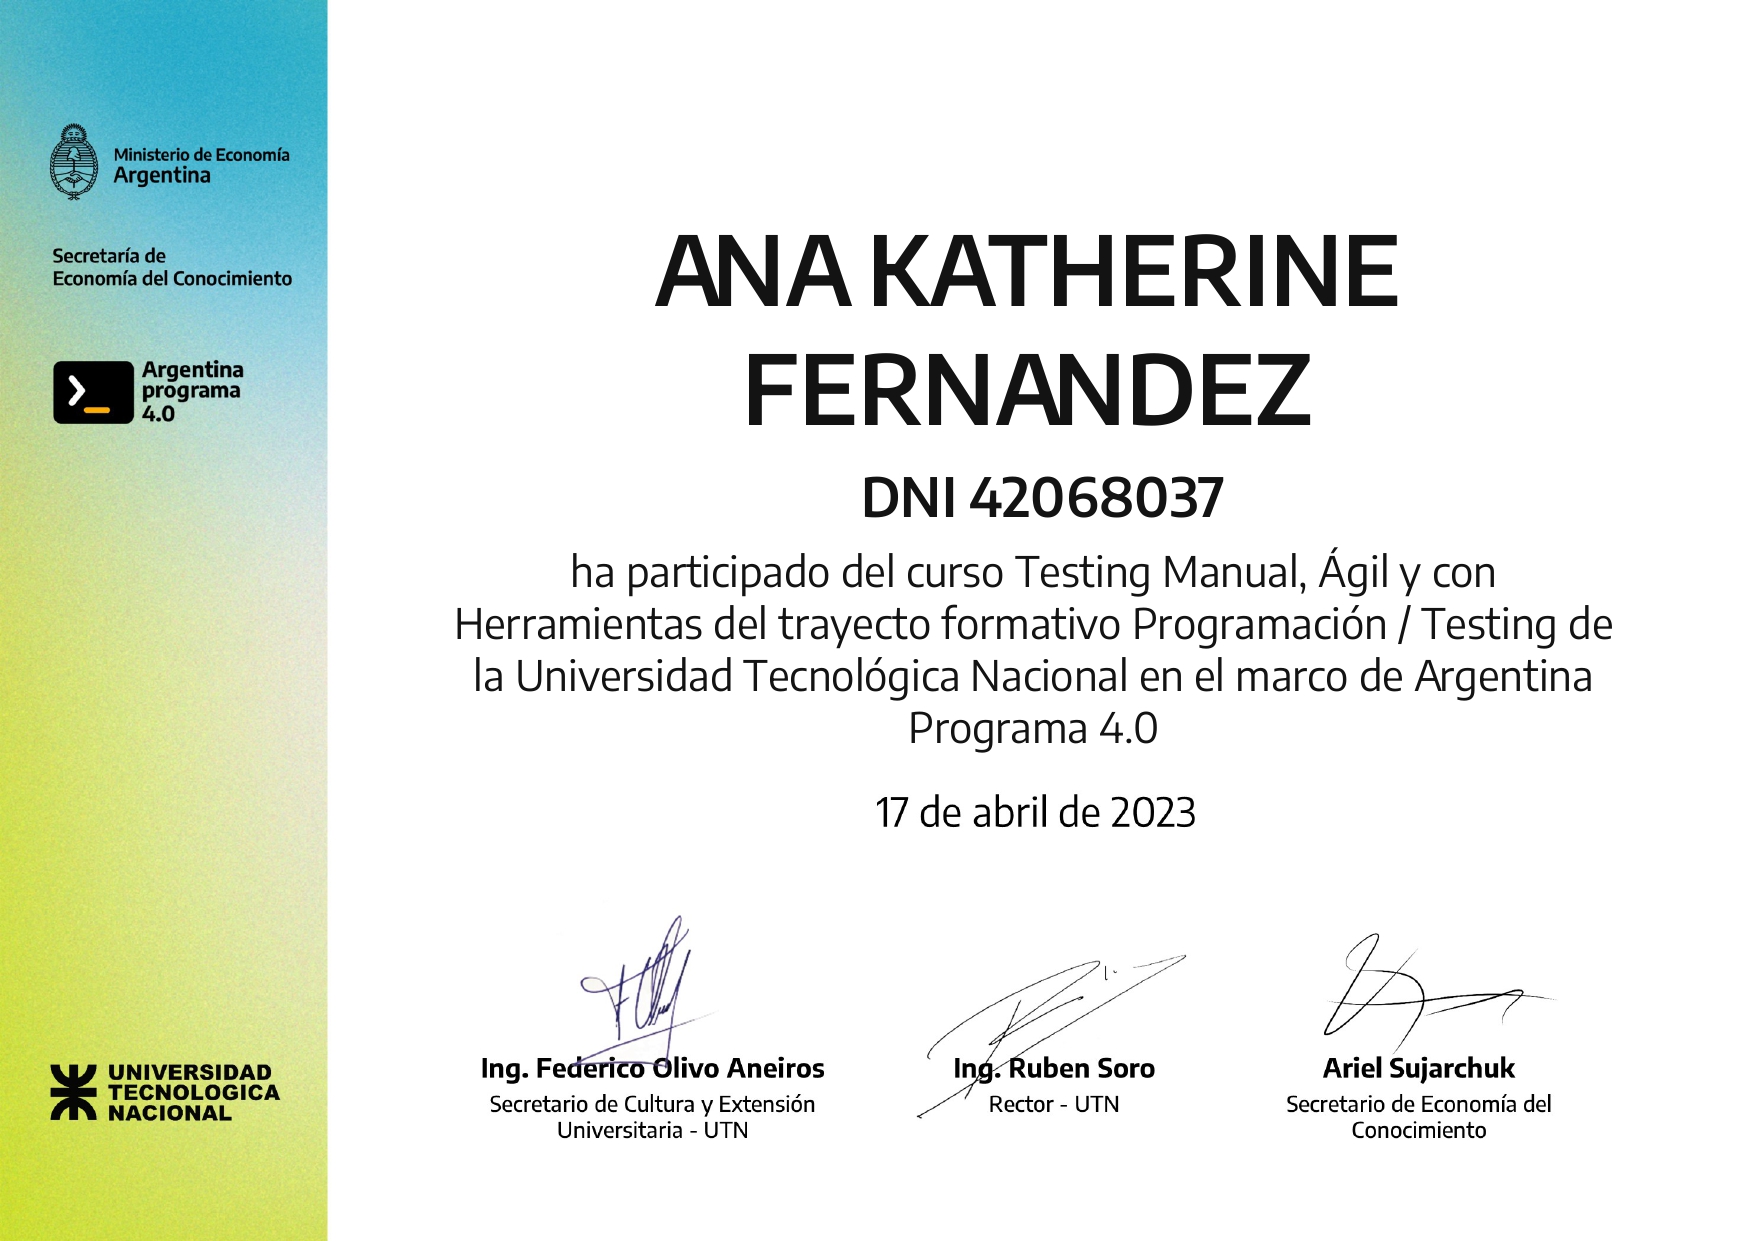 Ministerio de Economía
Argentina
Secretaría de
Economía del Conocimiento
Argentina
programa
4.0
ANA KATHERINE
FERNANDEZ
DNI 42068037
ha participado del curso Testing Manual, Ágil y con
Herramientas del trayecto formativo Programación / Testing de
la Universidad Tecnológica Nacional en el marco de Argentina
Programa 4.0
17 de abril de 2023
Ing. Federico Olivo Aneiros
Secretario de Cultura y Extensión
Universitaria - UTN
Ing. Ruben Soro
Rector - UTN
Ariel Sujarchuk
Secretario de Economía del
Conocimiento
UNIVERSIDAD
TECNOLOGICA
NACIONAL